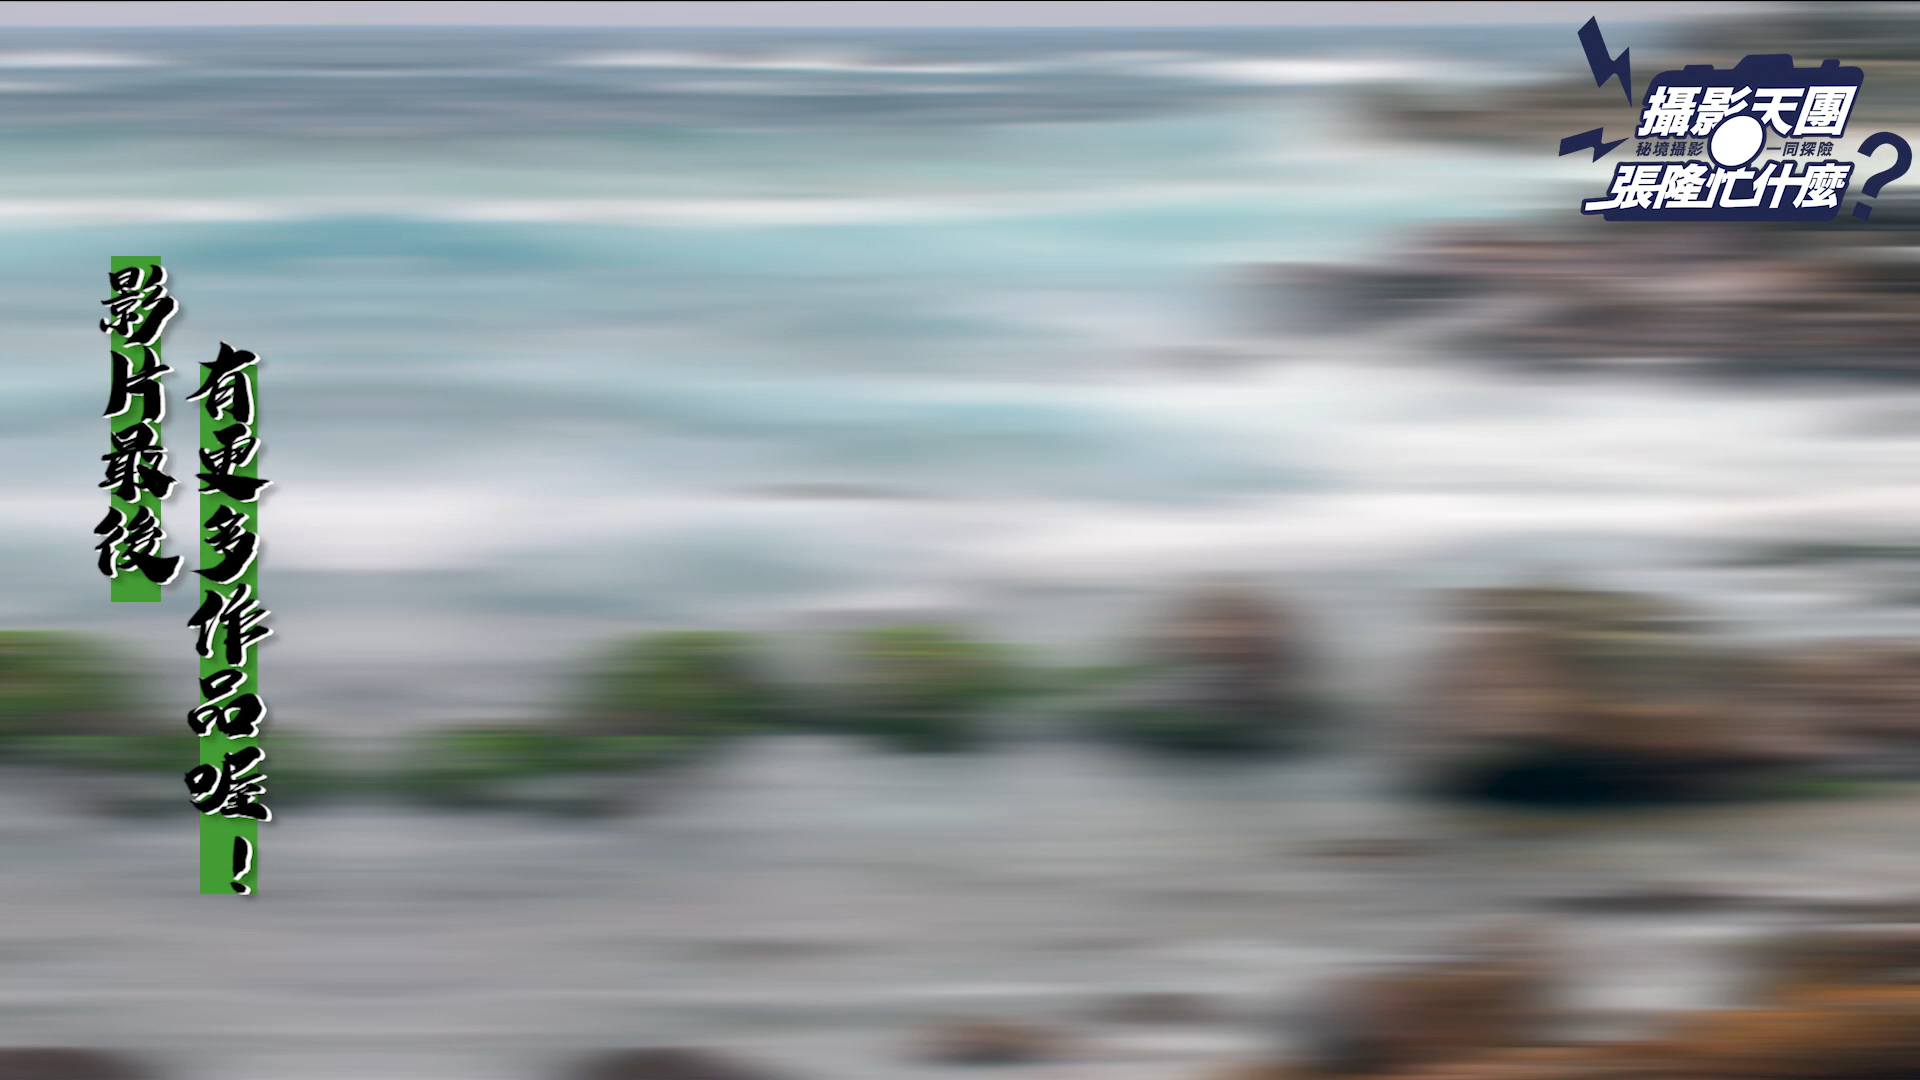 影片最後
有更多作品喔！
攝影天團
秘境攝影 一同探險
張隆忙什麼？